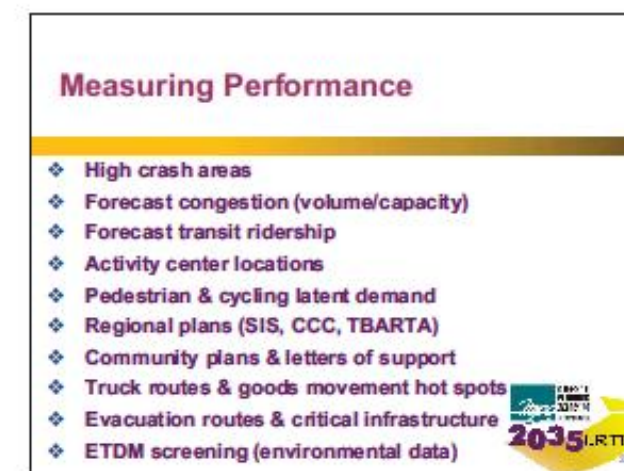 Measuring Performance
❖ High crash areas
❖ Forecast congestion (volume/capacity)
❖ Forecast transit ridership
❖ Activity center locations
❖ Pedestrian & cycling latent demand
❖ Regional plans (SIS, CCC, TBARTA)
❖ Community plans & letters of support
❖ Truck routes & goods movement hot spots
❖ Evacuation routes & critical infrastructure
❖ ETDM screening (environmental data)
2035 LRTP